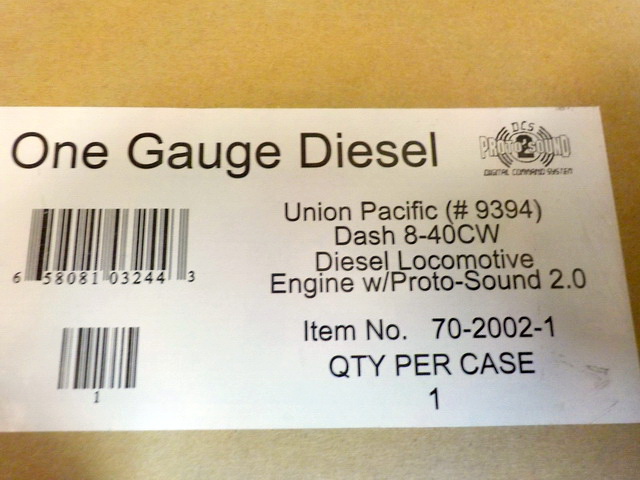 One Gauge Diesel
DCS
PROTO 2 SOUND
DIGITAL COMMAND SYSTEM
Union Pacific (# 9394)
Dash 8-40CW
Diesel Locomotive
Engine w/Proto-Sound 2.0
6 58081 03244 3
Item No. 70-2002-1
QTY PER CASE
1
1